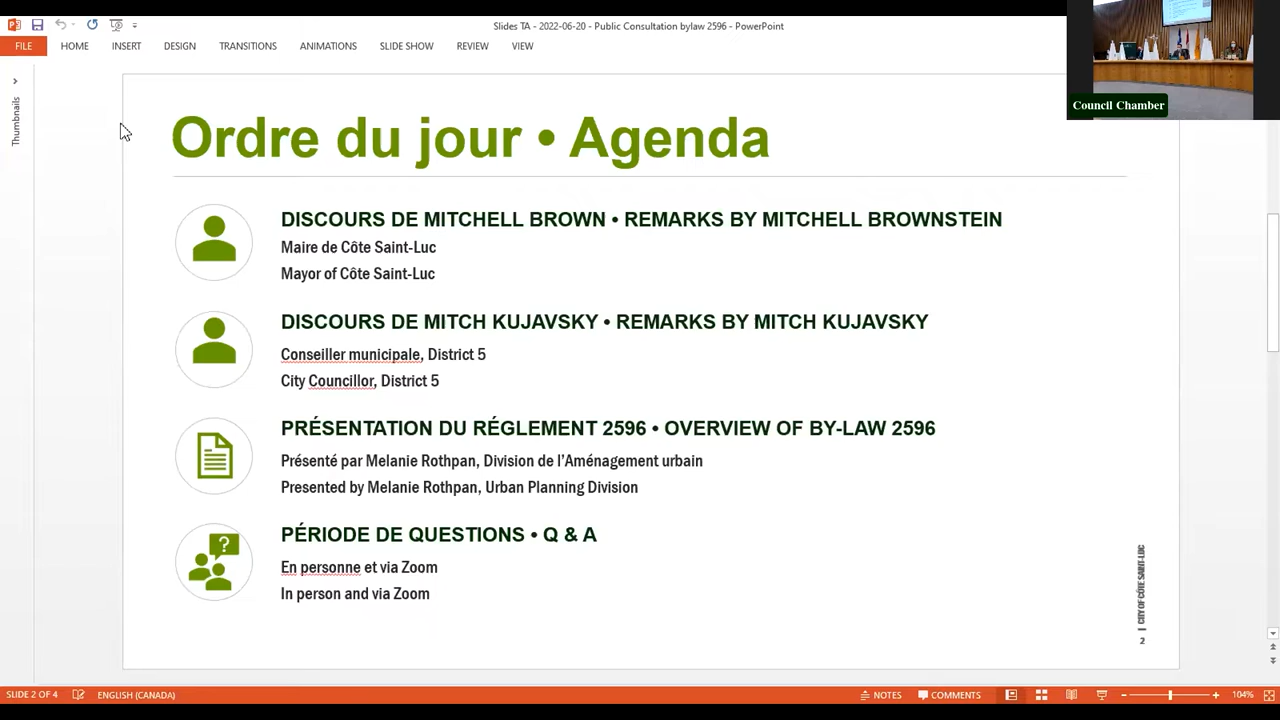 Slides TA - 2022-06-20 - Public Consultation bylaw 2596 - PowerPoint
FILE
HOME
INSERT
DESIGN
TRANSITIONS
ANIMATIONS
SLIDE SHOW
REVIEW
VIEW
Council Chamber
Thumbnails
Ordre du jour • Agenda
DISCOURS DE MITCHELL BROWN • REMARKS BY MITCHELL BROWNSTEIN
Maire de Côte Saint-Luc
Mayor of Côte Saint-Luc
DISCOURS DE MITCH KUJAVSKY • REMARKS BY MITCH KUJAVSKY
Conseiller municipale, District 5
City Councillor, District 5
PRÉSENTATION DU RÉGLEMENT 2596 • OVERVIEW OF BY-LAW 2596
Présenté par Melanie Rothpan, Division de l'Aménagement urbain
Presented by Melanie Rothpan, Urban Planning Division
?
PÉRIODE DE QUESTIONS • Q & A
En personne et via Zoom
In person and via Zoom
| CITY OF CÔTE SAINT-LUC
2
SLIDE 2 OF 4
ENGLISH (CANADA)
NOTES
COMMENTS
104%